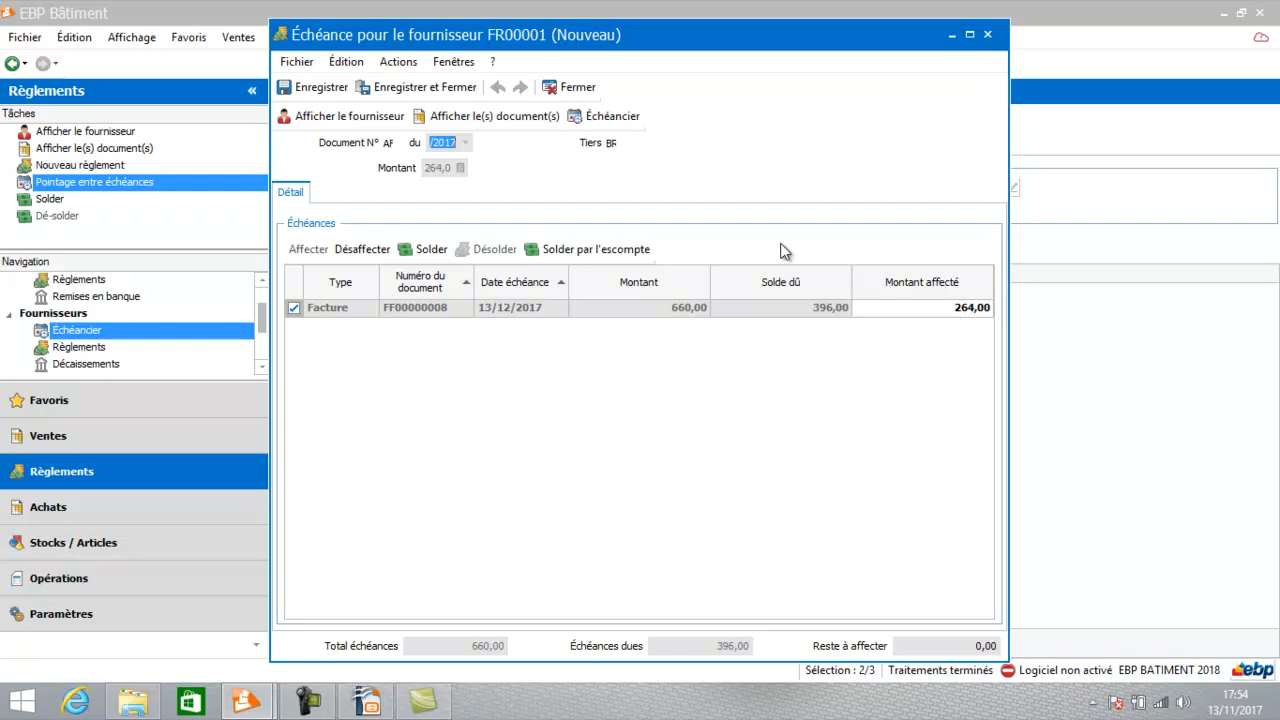 EBP Bâtiment
Fichier Édition Affichage Favoris Ventes
Règlements «
Tâches
Afficher le fournisseur
Afficher le(s) document(s)
Nouveau règlement
Pointage entre échéances
Solder
Dé-solder
Navigation
Règlements
Remises en banque
Fournisseurs
Échéancier
Règlements
Décaissements
Favoris
Ventes
Règlements
Achats
Stocks / Articles
Opérations
Paramètres
Échéance pour le fournisseur FR00001 (Nouveau)
Fichier Édition Actions Fenêtres ?
Enregistrer Enregistrer et Fermer Fermer
Afficher le fournisseur Afficher le(s) document(s) Échéancier
Document N° AF du /2017 Tiers BR
Montant 264,0
Détail
Échéances
Affecter Désaffecter Solder Désolder Solder par l'escompte
Type Numéro du document Date échéance Montant Solde dû Montant affecté
Facture FF00000008 13/12/2017 660,00 396,00 264,00
Total échéances 660,00 Échéances dues 396,00 Reste à affecter 0,00
Sélection : 2/3 Traitements terminés Logiciel non activé EBP BATIMENT 2018 ebp
17:54
13/11/2017